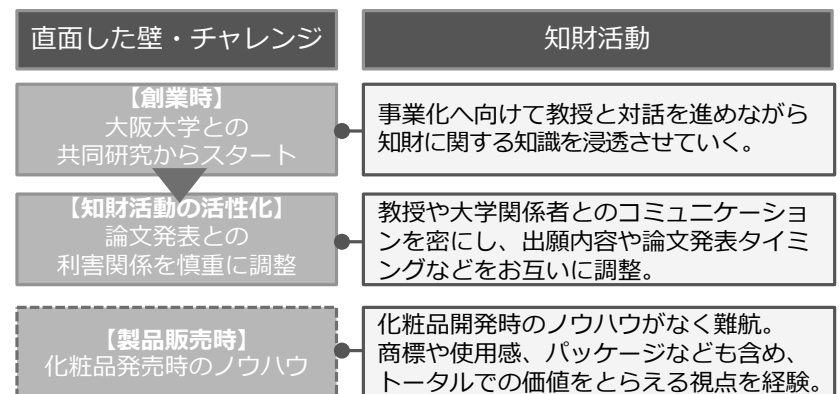 直面した壁・チャレンジ
知財活動
【創業時】
大阪大学との
共同研究からスタート
事業化へ向けて教授と対話を進めながら
知財に関する知識を浸透させていく。
【知財活動の活性化】
論文発表との
利害関係を慎重に調整
教授や大学関係者とのコミュニケーショ
ンを密にし、出願内容や論文発表タイミ
ングなどをお互いに調整。
【製品販売時】
化粧品発売時のノウハウ
化粧品開発時のノウハウがなく難航。
商標や使用感、パッケージなども含め、
トータルでの価値をとらえる視点を経験。